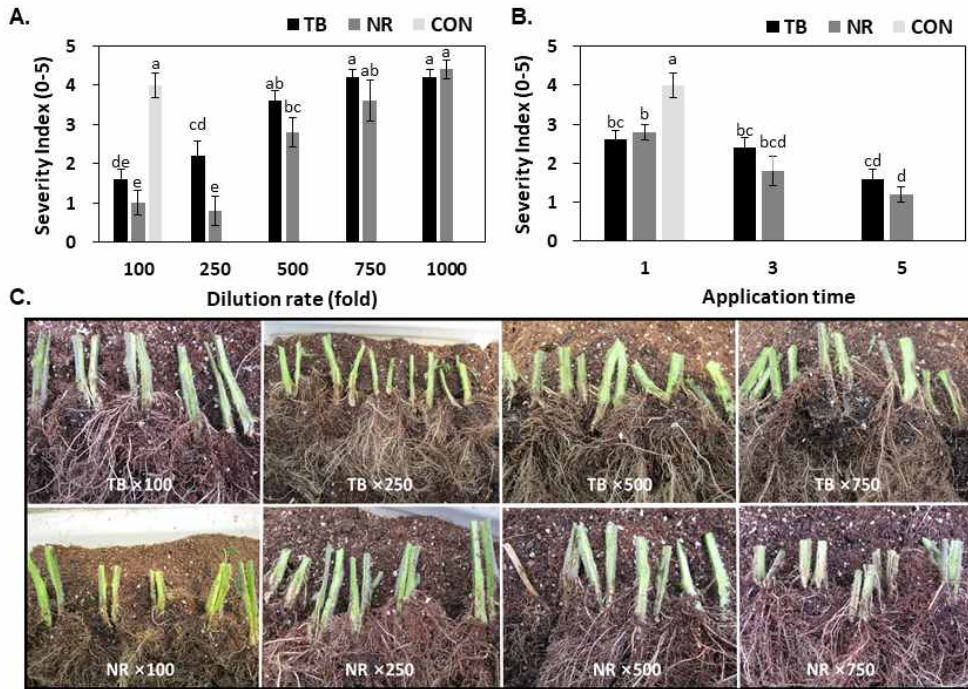 A.
TB NR CON
Severity Index (0-5)
5
4
3
2
1
0
de e a
cd e
ab bc
a ab
a a
100 250 500 750 1000
Dilution rate (fold)
B.
TB NR CON
Severity Index (0-5)
5
4
3
2
1
0
bc b a
bc bcd
cd d
1 3 5
Application time
C.
TB ×100 TB ×250 TB ×500 TB ×750
NR ×100 NR ×250 NR ×500 NR ×750